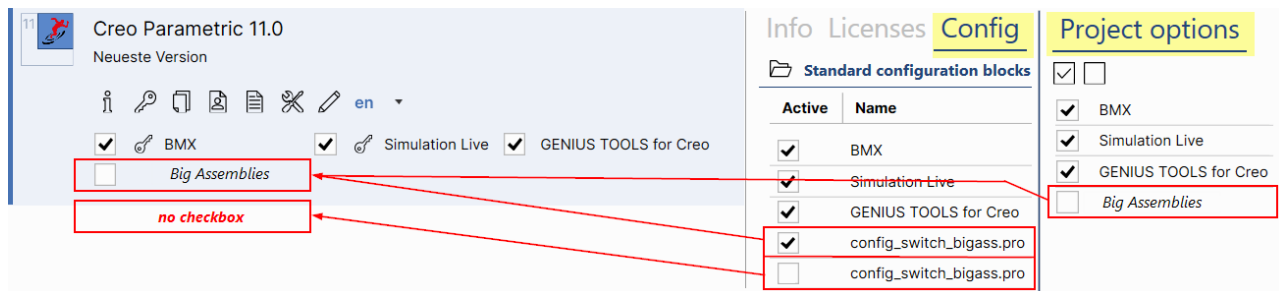 11
Creo Parametric 11.0
Neueste Version
en
BMX
Simulation Live
GENIUS TOOLS for Creo
Big Assemblies
no checkbox
Info Licenses Config
Standard configuration blocks
Active Name
BMX
Simulation Live
GENIUS TOOLS for Creo
config_switch_bigass.pro
config_switch_bigass.pro
Project options
BMX
Simulation Live
GENIUS TOOLS for Creo
Big Assemblies